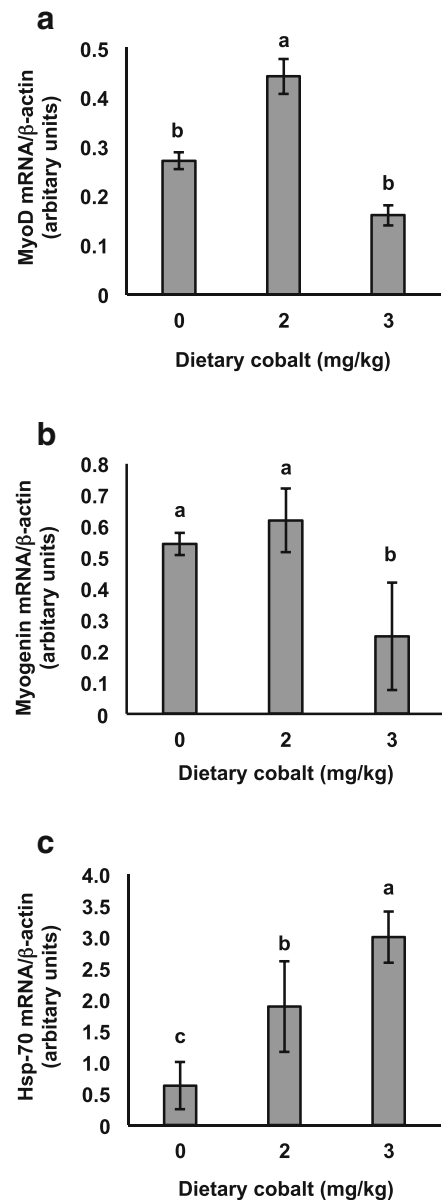 a
MyoD mRNA/β-actin
(arbitary units)
0.5
0.4
0.3
0.2
0.1
0
b
a
b
0 2 3
Dietary cobalt (mg/kg)
b
Myogenin mRNA/β-actin
(arbitary units)
0.8
0.7
0.6
0.5
0.4
0.3
0.2
0.1
0
a
a
b
0 2 3
Dietary cobalt (mg/kg)
c
Hsp-70 mRNA/β-actin
(arbitary units)
4.0
3.5
3.0
2.5
2.0
1.5
1.0
0.5
0.0
c
b
a
0 2 3
Dietary cobalt (mg/kg)